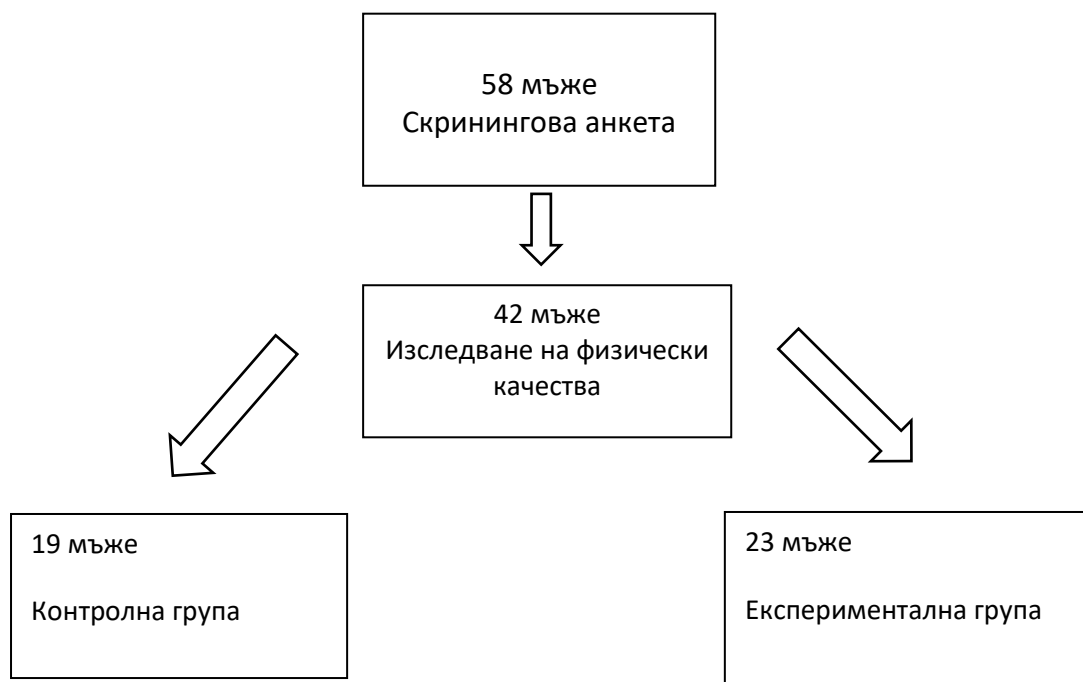 58 мъже
Скринингова анкета
42 мъже
Изследване на физически
качества
19 мъже
Контролна група
23 мъже
Експериментална група